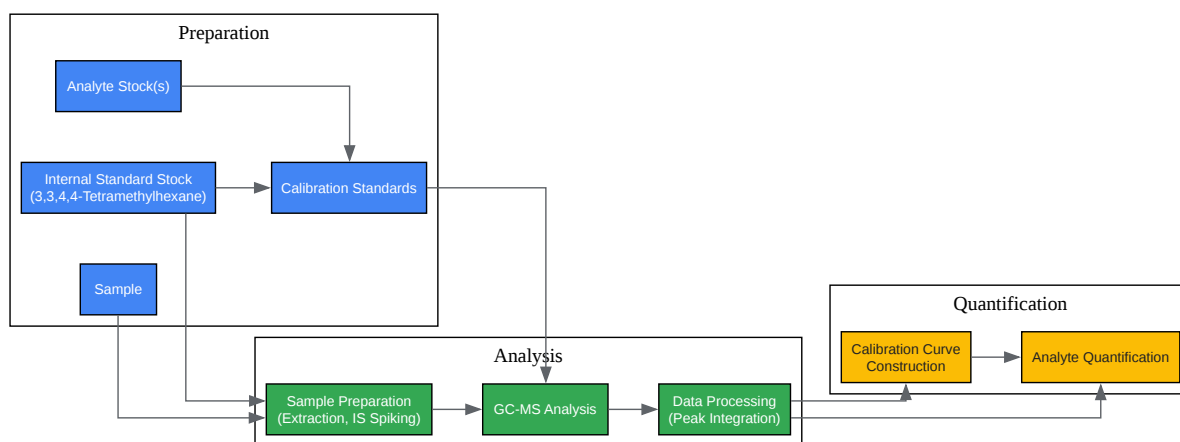 Preparation
Analyte Stock(s)
Internal Standard Stock
(3,3,4,4-Tetramethylhexane)
Calibration Standards
Sample
Analysis
Sample Preparation
(Extraction, IS Spiking)
GC-MS Analysis
Data Processing
(Peak Integration)
Quantification
Calibration Curve
Construction
Analyte Quantification